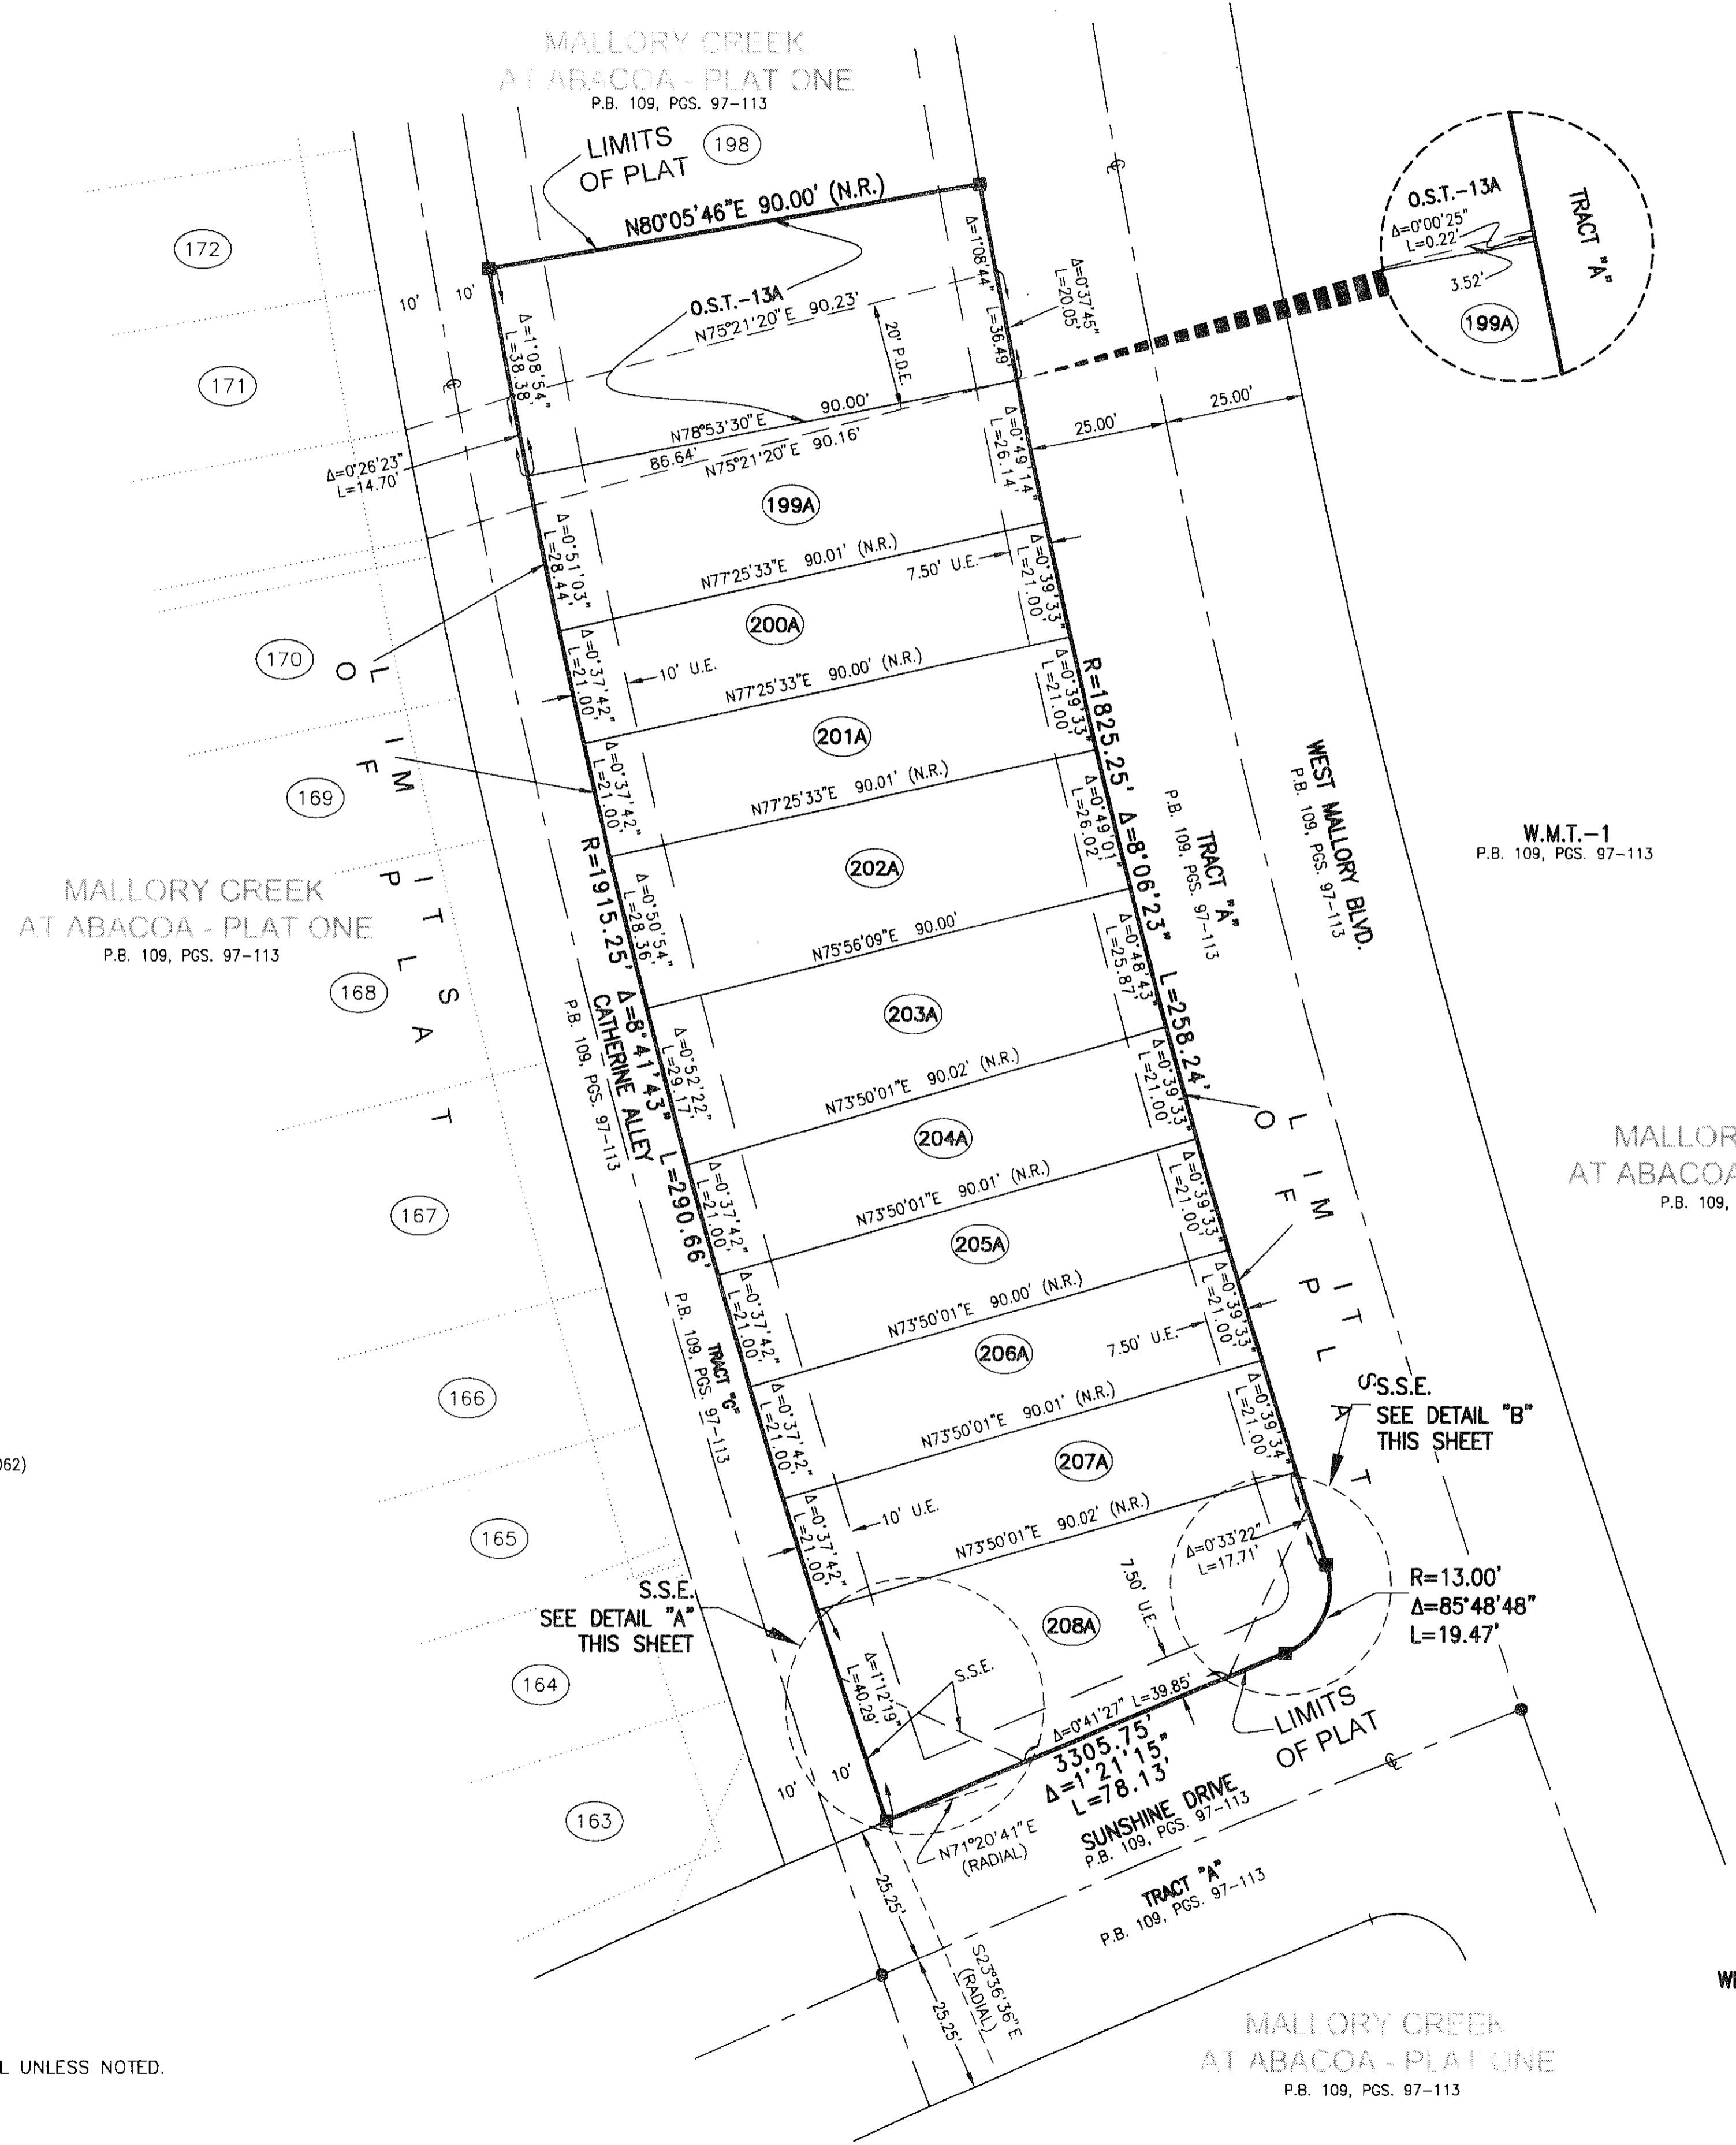 MALLORY CREEK
AT ABACOA - PLAT ONE
P.B. 109, PGS. 97-113
LIMITS
OF PLAT
198
N80°05'46"E 90.00' (N.R.)
O.S.T.-13A
Δ=0°00'25"
L=0.22'
3.52'
TRACT "A"
199A
172
10'
10'
℄
℄
Δ=1°08'44" L=36.49'
Δ=0°37'45"
L=20.05'
O.S.T.-13A
N75°21'20"E 90.23'
20' P.D.E.
Δ=1°08'54"
L=38.38'
171
25.00'
25.00'
90.00'
N78°53'30"E
86.64'
N75°21'20"E 90.16'
Δ=0°26'23"
L=14.70'
Δ=0°49'14"
L=26.14'
199A
Δ=0°51'03"
L=28.44'
N77°25'33"E 90.01' (N.R.)
7.50' U.E.
Δ=0°39'33"
L=21.00'
200A
170
Δ=0°37'42"
L=21.00'
10' U.E.
N77°25'33"E 90.00' (N.R.)
Δ=0°39'33"
L=21.00'
201A
LIMITS
OF PLAT
169
Δ=0°37'42"
L=21.00'
N77°25'33"E 90.01' (N.R.)
R=1825.25' Δ=8°06'23" L=258.24'
Δ=0°49'01"
L=26.02'
TRACT "A"
P.B. 109, PGS. 97-113
WEST MALLORY BLVD.
P.B. 109, PGS. 97-113
W.M.T.-1
P.B. 109, PGS. 97-113
202A
MALLORY CREEK
AT ABACOA - PLAT ONE
P.B. 109, PGS. 97-113
R=1915.25' Δ=8°41'43" L=290.66'
Δ=0°50'54"
L=28.36'
N75°56'09"E 90.00'
Δ=0°48'43"
L=25.87'
168
203A
CATHERINE ALLEY
P.B. 109, PGS. 97-113
Δ=0°52'22"
L=29.17'
N73°50'01"E 90.02' (N.R.)
Δ=0°39'33"
L=21.00'
204A
LIMITS
OF PLAT
MALLOR
AT ABACOA
P.B. 109,
167
Δ=0°37'42"
L=21.00'
N73°50'01"E 90.01' (N.R.)
Δ=0°39'33"
L=21.00'
205A
Δ=0°37'42"
L=21.00'
N73°50'01"E 90.00' (N.R.)
Δ=0°39'33"
L=21.00'
7.50' U.E.
206A
TRACT "G"
P.B. 109, PGS. 97-113
166
Δ=0°37'42"
L=21.00'
N73°50'01"E 90.01' (N.R.)
Δ=0°39'34"
L=21.00'
S.S.E.
SEE DETAIL "B"
THIS SHEET
062)
207A
165
10' U.E.
Δ=0°37'42"
L=21.00'
N73°50'01"E 90.02' (N.R.)
Δ=0°33'22"
L=17.71'
7.50' U.E.
R=13.00'
Δ=85°48'48"
L=19.47'
S.S.E.
SEE DETAIL "A"
THIS SHEET
208A
164
Δ=1°12'19"
L=40.29'
S.S.E.
Δ=0°41'27" L=39.85'
3305.75'
Δ=1°21'15"
L=78.13'
LIMITS
OF PLAT
℄
10'
10'
163
N71°20'41"E
(RADIAL)
SUNSHINE DRIVE
P.B. 109, PGS. 97-113
TRACT "A"
P.B. 109, PGS. 97-113
25.25'
25.25'
S23°36'36"E
(RADIAL)
MALLORY CREEK
AT ABACOA - PLAT ONE
P.B. 109, PGS. 97-113
L UNLESS NOTED.